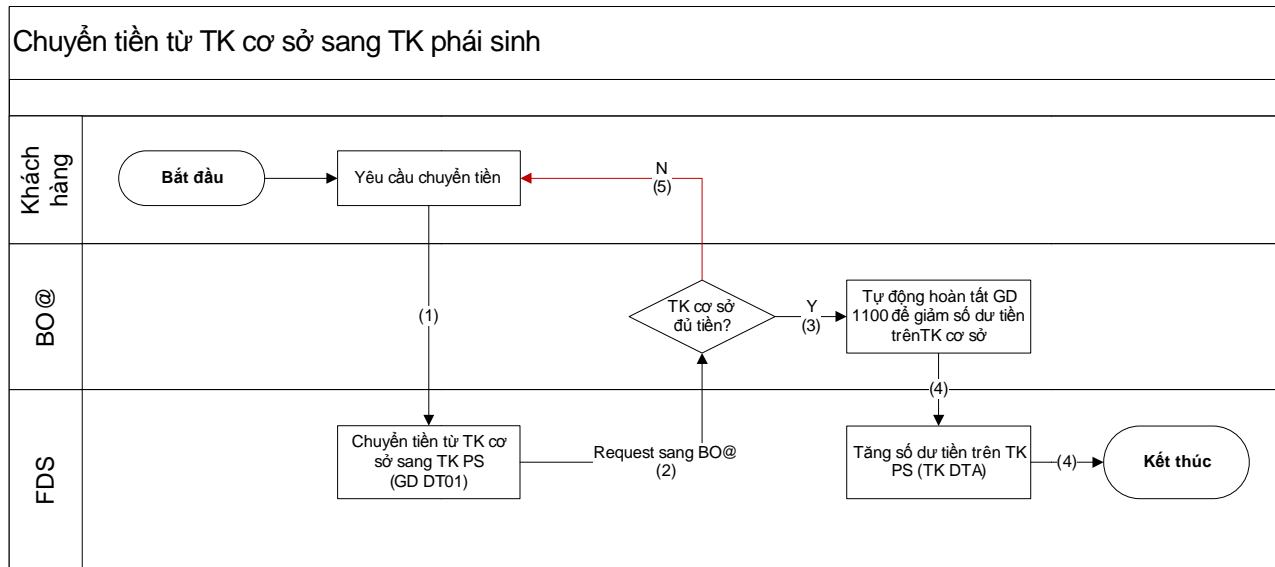 Chuyển tiền từ TK cơ sở sang TK phái sinh
Khách
hàng
Bắt đầu
Yêu cầu chuyển tiền
N
(5)
BO@
(1)
TK cơ sở
đủ tiền?
Y
(3)
Tự động hoàn tất GD
1100 để giảm số dư tiền
trênTK cơ sở
(4)
FDS
Chuyển tiền từ TK cơ
sở sang TK PS
(GD DT01)
Request sang BO@
(2)
Tăng số dư tiền trên TK
PS (TK DTA)
(4)
Kết thúc